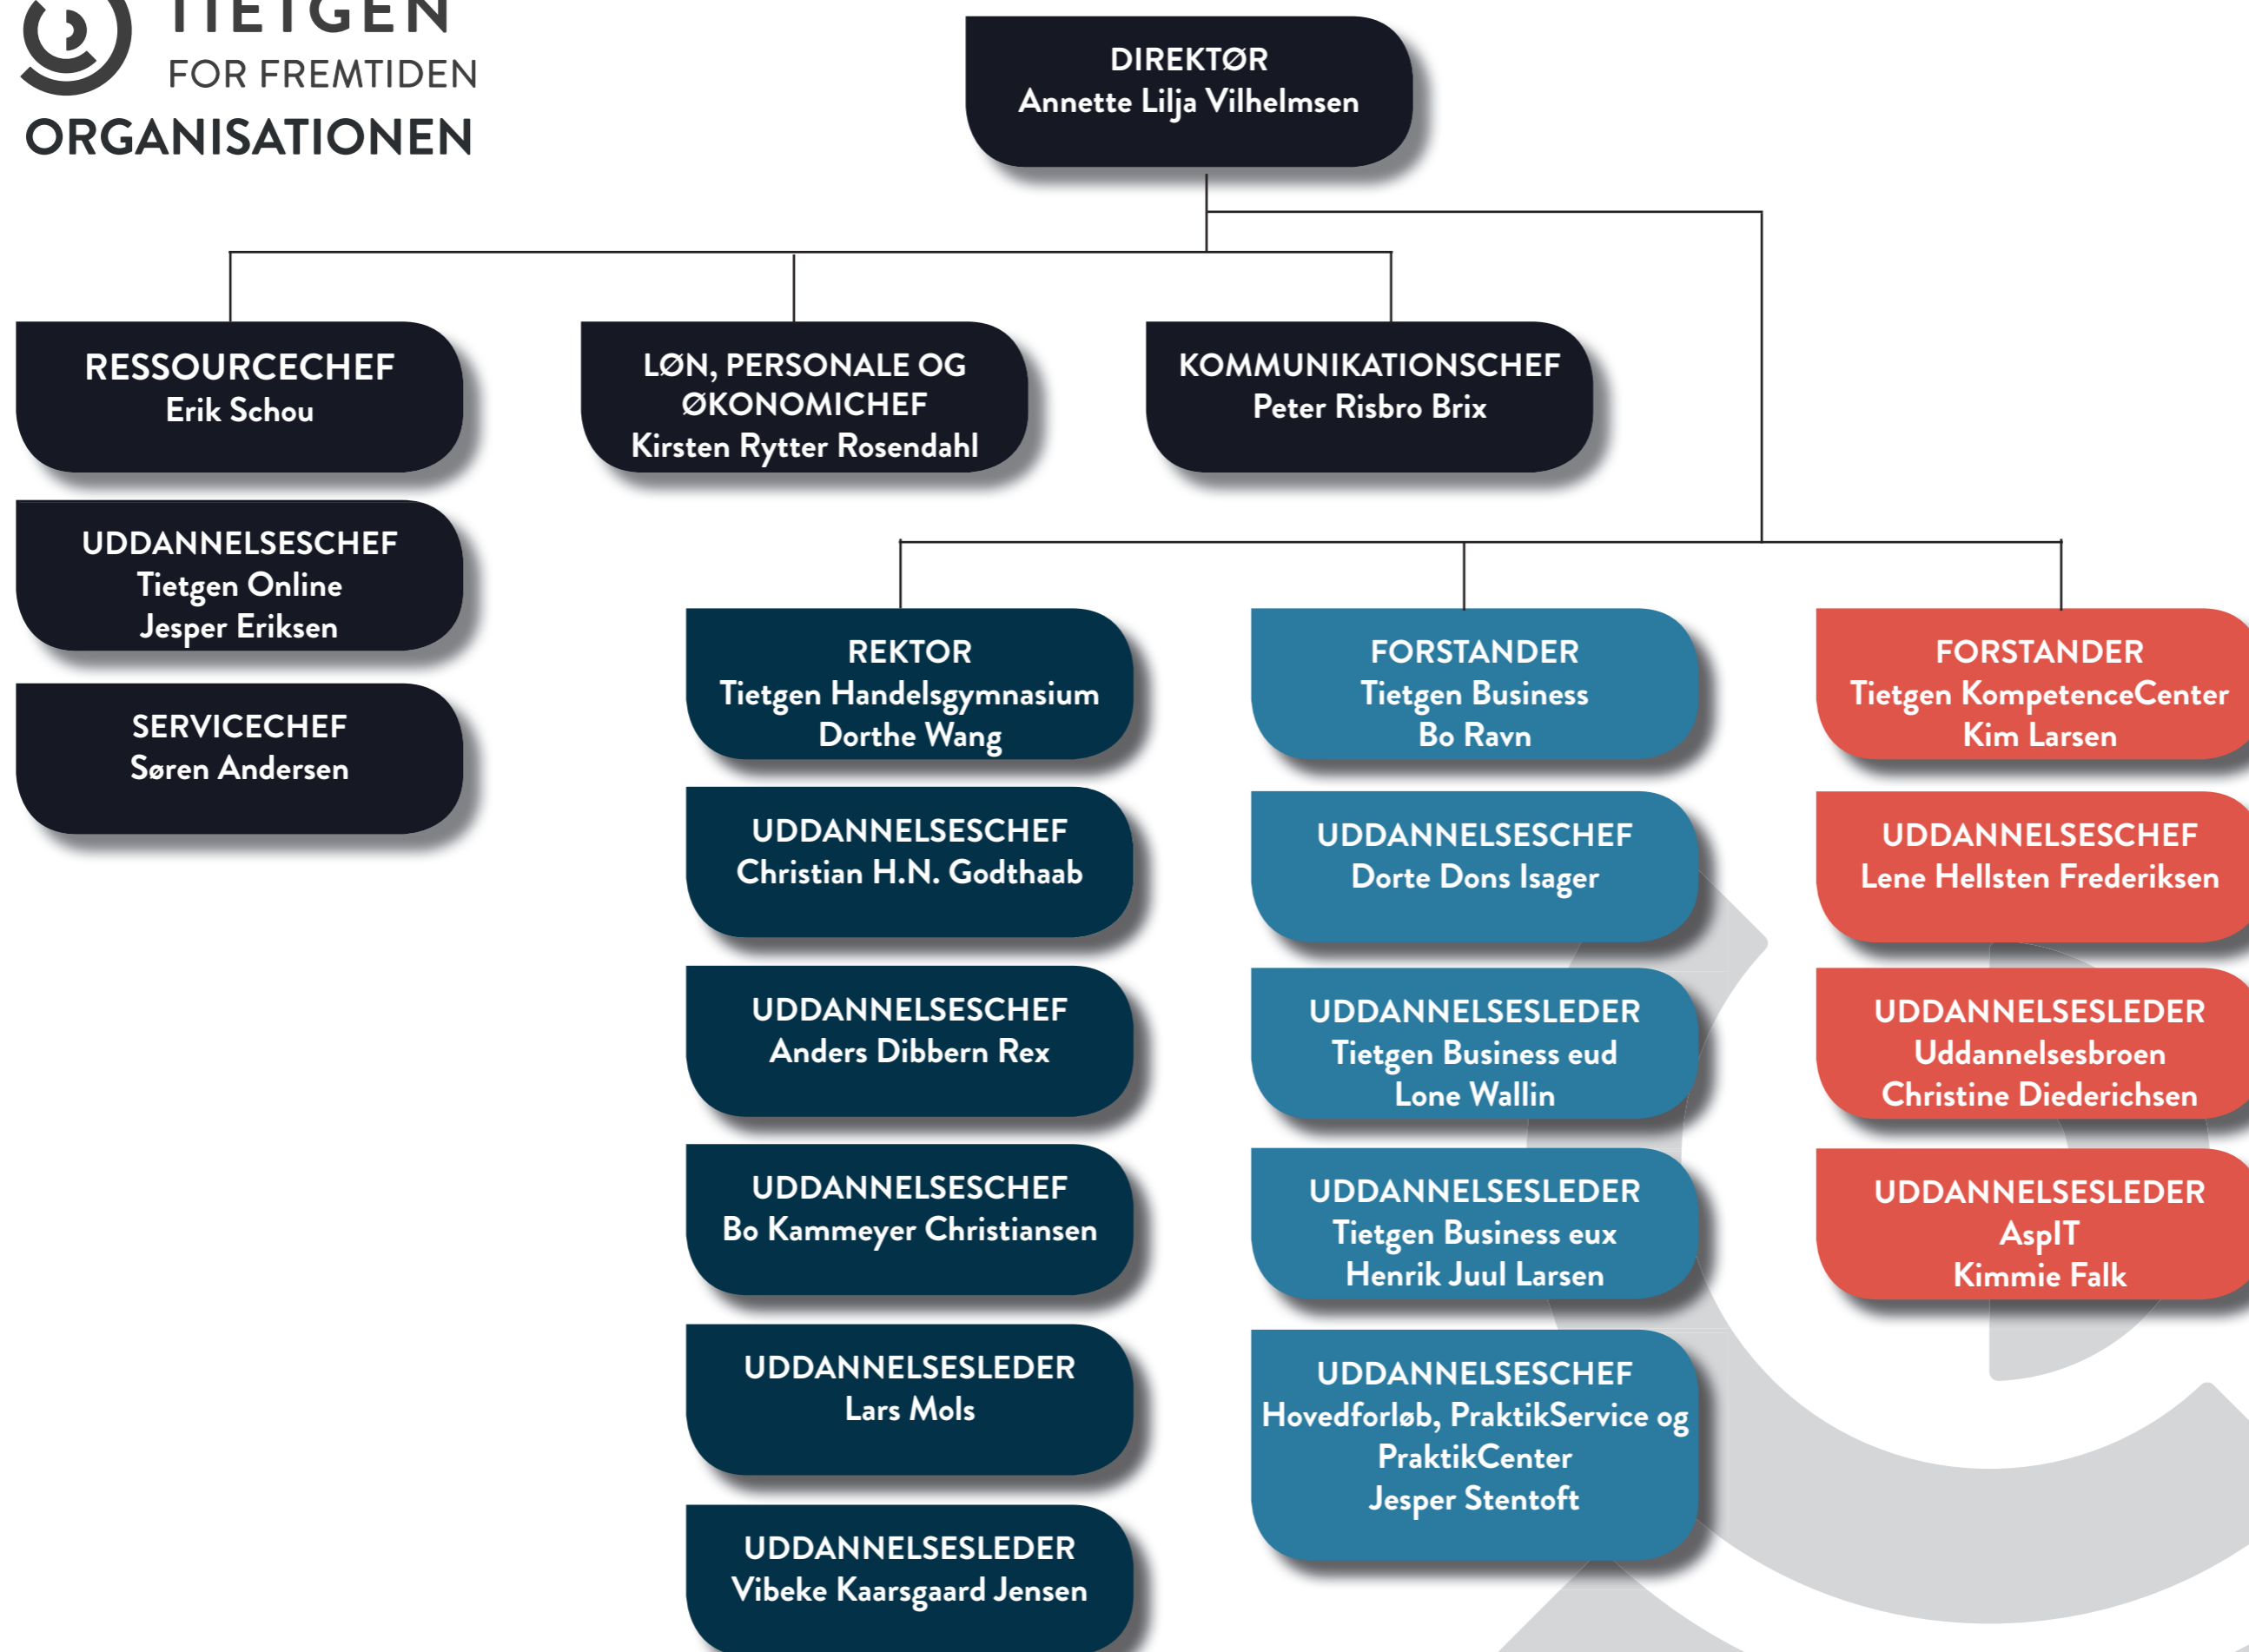 TIETGEN
FOR FREMTIDEN
ORGANISATIONEN
DIREKTØR
Annette Lilja Vilhelmsen
RESSOURCECHEF
Erik Schou
LØN, PERSONALE OG
ØKONOMICHEF
Kirsten Rytter Rosendahl
KOMMUNIKATIONSCHEF
Peter Risbro Brix
UDDANNELSESCHEF
Tietgen Online
Jesper Eriksen
SERVICECHEF
Søren Andersen
REKTOR
Tietgen Handelsgymnasium
Dorthe Wang
UDDANNELSESCHEF
Christian H.N. Godthaab
UDDANNELSESCHEF
Anders Dibbern Rex
UDDANNELSESCHEF
Bo Kammeyer Christiansen
UDDANNELSESLEDER
Lars Mols
UDDANNELSESLEDER
Vibeke Kaarsgaard Jensen
FORSTANDER
Tietgen Business
Bo Ravn
UDDANNELSESCHEF
Dorte Dons Isager
UDDANNELSESLEDER
Tietgen Business eud
Lone Wallin
UDDANNELSESLEDER
Tietgen Business eux
Henrik Juul Larsen
UDDANNELSESCHEF
Hovedforløb, PraktikService og
PraktikCenter
Jesper Stentoft
FORSTANDER
Tietgen KompetenceCenter
Kim Larsen
UDDANNELSESCHEF
Lene Hellsten Frederiksen
UDDANNELSESLEDER
Uddannelsesbroen
Christine Diederichsen
UDDANNELSESLEDER
AspIT
Kimmie Falk